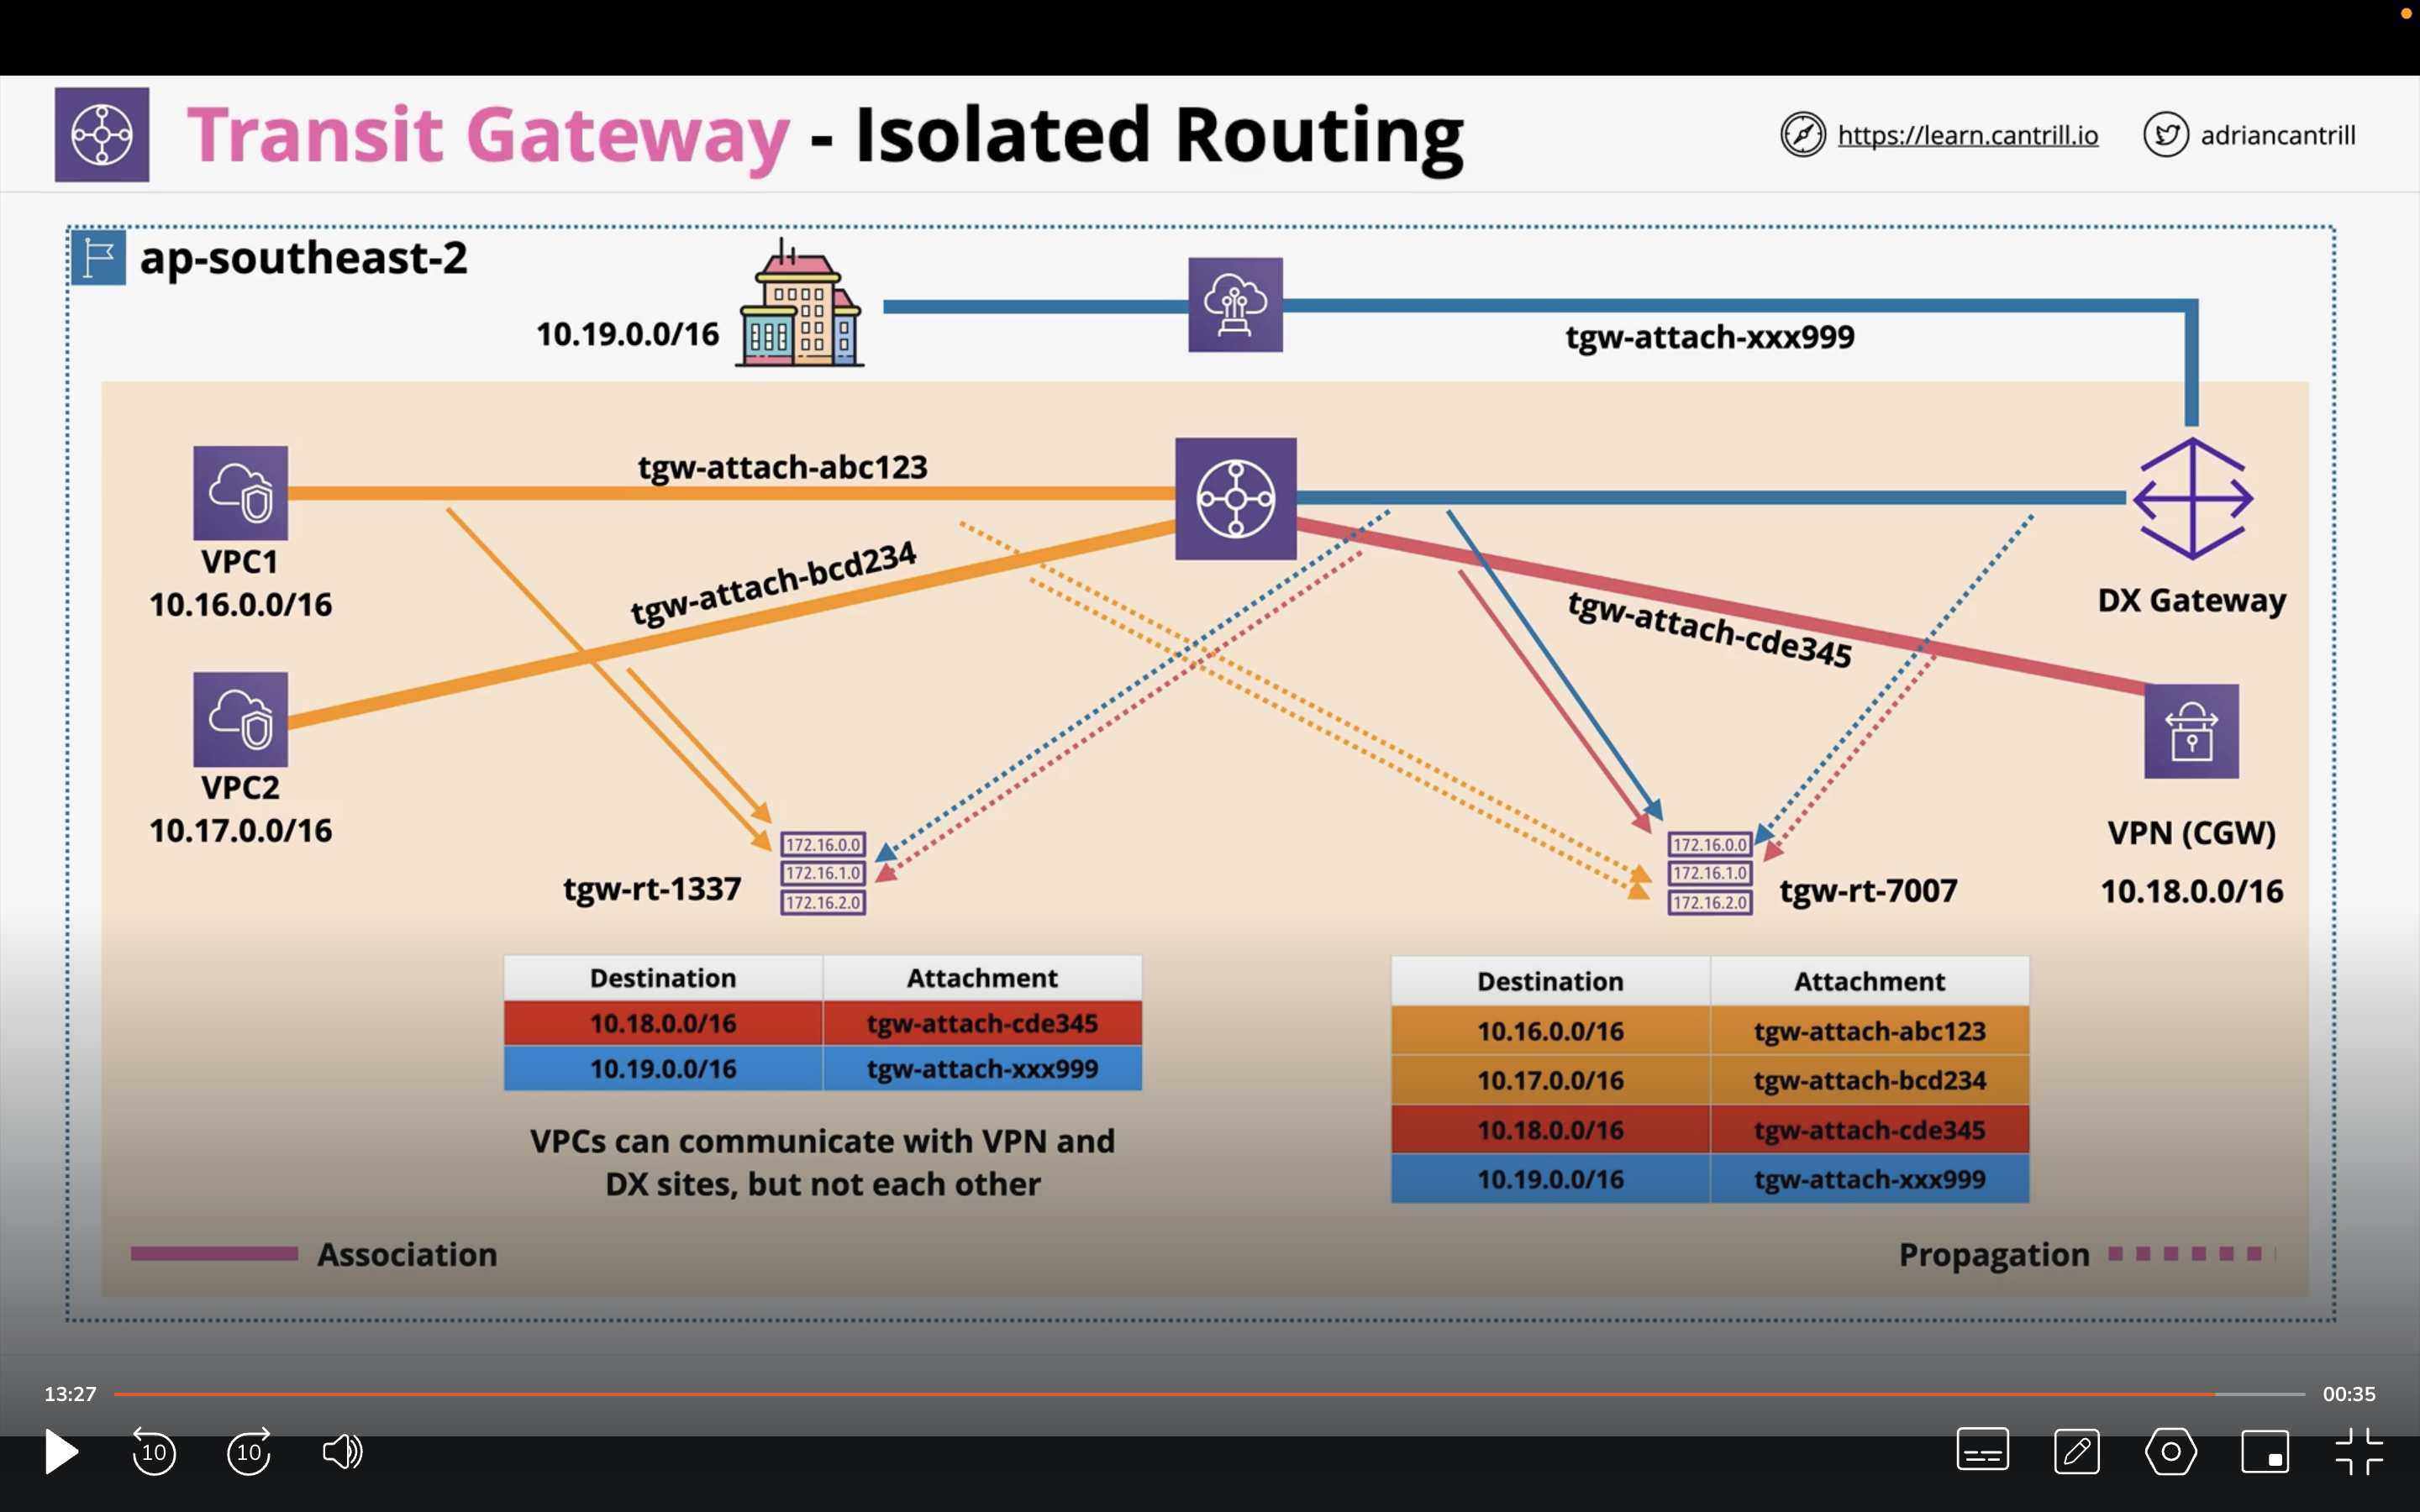 Transit Gateway - Isolated Routing
https://learn.cantrill.io
adriancantrill
ap-southeast-2
10.19.0.0/16
tgw-attach-xxx999
tgw-attach-abc123
tgw-attach-bcd234
tgw-attach-cde345
VPC1
10.16.0.0/16
DX Gateway
VPC2
10.17.0.0/16
VPN (CGW)
10.18.0.0/16
tgw-rt-1337
172.16.0.0
172.16.1.0
172.16.2.0
172.16.0.0
172.16.1.0
172.16.2.0
tgw-rt-7007
Destination Attachment
10.18.0.0/16 tgw-attach-cde345
10.19.0.0/16 tgw-attach-xxx999
VPCs can communicate with VPN and
DX sites, but not each other
Destination Attachment
10.16.0.0/16 tgw-attach-abc123
10.17.0.0/16 tgw-attach-bcd234
10.18.0.0/16 tgw-attach-cde345
10.19.0.0/16 tgw-attach-xxx999
Association
Propagation
13:27
00:35
10
10